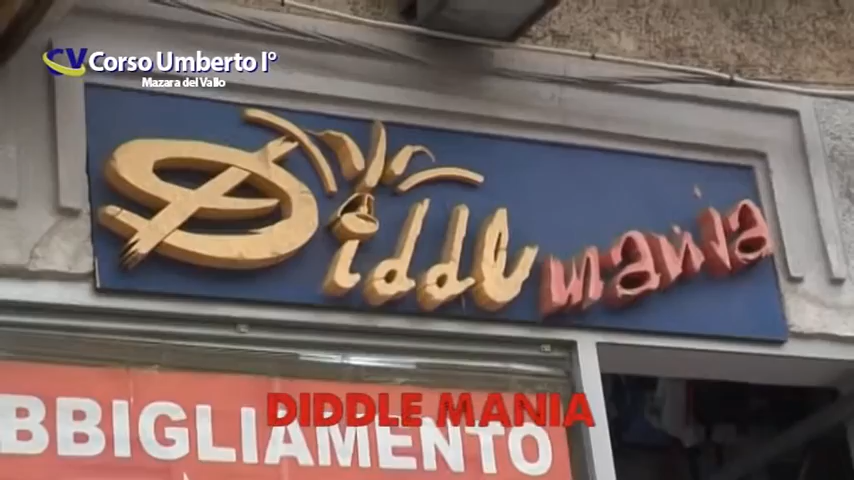 CV Corso Umberto I°
Mazara del Vallo
Diddle mania
DIDDLE MANIA
BBIGLIAMENTO